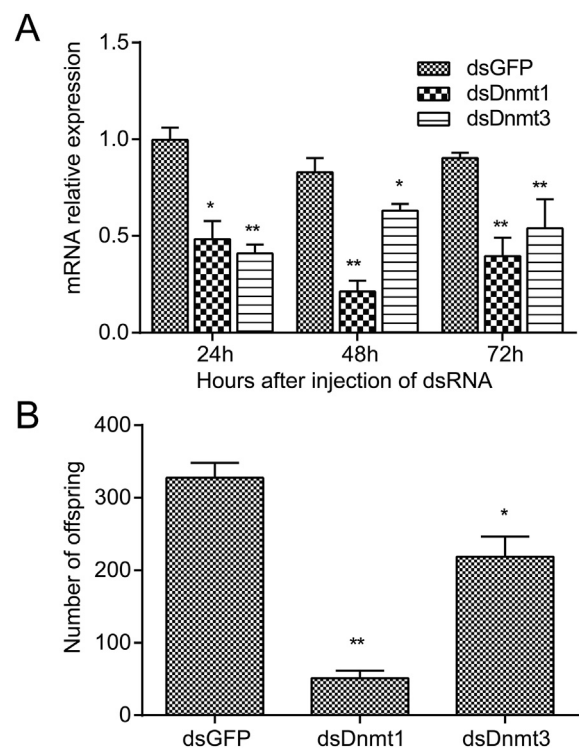 A
mRNA relative expression
1.5
1.0
0.5
0.0
dsGFP
dsDnmt1
dsDnmt3
*
**
**
*
**
**
24h
48h
72h
Hours after injection of dsRNA
B
Number of offspring
400
300
200
100
0
**
*
dsGFP
dsDnmt1
dsDnmt3